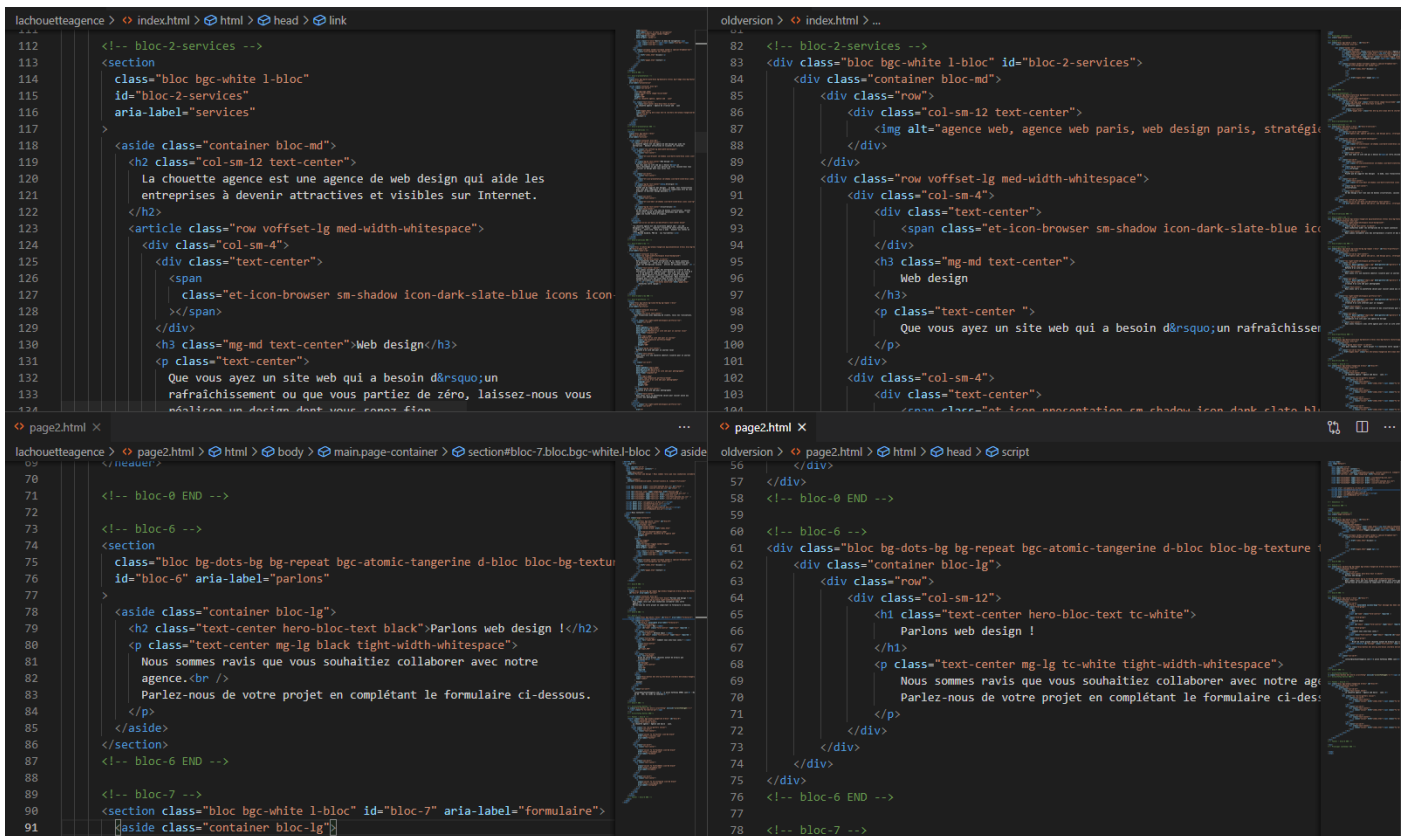 lachouetteagence > index.html > html > head > link
111
112 <!-- bloc-2-services -->
113 <section
114 class="bloc bgc-white l-bloc"
115 id="bloc-2-services"
116 aria-label="services"
117 >
118 <aside class="container bloc-md">
119 <h2 class="col-sm-12 text-center">
120 La chouette agence est une agence de web design qui aide les
121 entreprises à devenir attractives et visibles sur Internet.
122 </h2>
123 <article class="row voffset-lg med-width-whitespace">
124 <div class="col-sm-4">
125 <div class="text-center">
126 <span
127 class="et-icon-browser sm-shadow icon-dark-slate-blue icons icon-
128 ></span>
129 </div>
130 <h3 class="mg-md text-center">Web design</h3>
131 <p class="text-center">
132 Que vous ayez un site web qui a besoin d&rsquo;un
133 rafraîchissement ou que vous partiez de zéro, laissez-nous vous
134 réaliser un design dont vous serez fier
oldversion > index.html > ...
81
82 <!-- bloc-2-services -->
83 <div class="bloc bgc-white l-bloc" id="bloc-2-services">
84 <div class="container bloc-md">
85 <div class="row">
86 <div class="col-sm-12 text-center">
87 <img alt="agence web, agence web paris, web design paris, stratégi
88 </div>
89 </div>
90 <div class="row voffset-lg med-width-whitespace">
91 <div class="col-sm-4">
92 <div class="text-center">
93 <span class="et-icon-browser sm-shadow icon-dark-slate-blue ico
94 </div>
95 <h3 class="mg-md text-center">
96 Web design
97 </h3>
98 <p class="text-center ">
99 Que vous ayez un site web qui a besoin d&rsquo;un rafraîchissem
100 </p>
101 </div>
102 <div class="col-sm-4">
103 <div class="text-center">
104 <span class="et-icon-presentation sm-shadow icon-dark-slate-bl
page2.html
lachouetteagence > page2.html > html > body > main.page-container > section#bloc-7.bloc.bgc-white.l-bloc > aside
69 </header>
70
71 <!-- bloc-0 END -->
72
73 <!-- bloc-6 -->
74 <section
75 class="bloc bg-dots-bg bg-repeat bgc-atomic-tangerine d-bloc bloc-bg-textur
76 id="bloc-6" aria-label="parlons"
77 >
78 <aside class="container bloc-lg">
79 <h2 class="text-center hero-bloc-text black">Parlons web design !</h2>
80 <p class="text-center mg-lg black tight-width-whitespace">
81 Nous sommes ravis que vous souhaitiez collaborer avec notre
82 agence.<br />
83 Parlez-nous de votre projet en complétant le formulaire ci-dessous.
84 </p>
85 </aside>
86 </section>
87 <!-- bloc-6 END -->
88
89 <!-- bloc-7 -->
90 <section class="bloc bgc-white l-bloc" id="bloc-7" aria-label="formulaire">
91 <aside class="container bloc-lg">
page2.html
oldversion > page2.html > html > head > script
56 </div>
57 </div>
58 <!-- bloc-0 END -->
59
60 <!-- bloc-6 -->
61 <div class="bloc bg-dots-bg bg-repeat bgc-atomic-tangerine d-bloc bloc-bg-texture t
62 <div class="container bloc-lg">
63 <div class="row">
64 <div class="col-sm-12">
65 <h1 class="text-center hero-bloc-text tc-white">
66 Parlons web design !
67 </h1>
68 <p class="text-center mg-lg tc-white tight-width-whitespace">
69 Nous sommes ravis que vous souhaitiez collaborer avec notre age
70 Parlez-nous de votre projet en complétant le formulaire ci-dess
71 </p>
72 </div>
73 </div>
74 </div>
75 </div>
76 <!-- bloc-6 END -->
77
78 <!-- bloc-7 -->